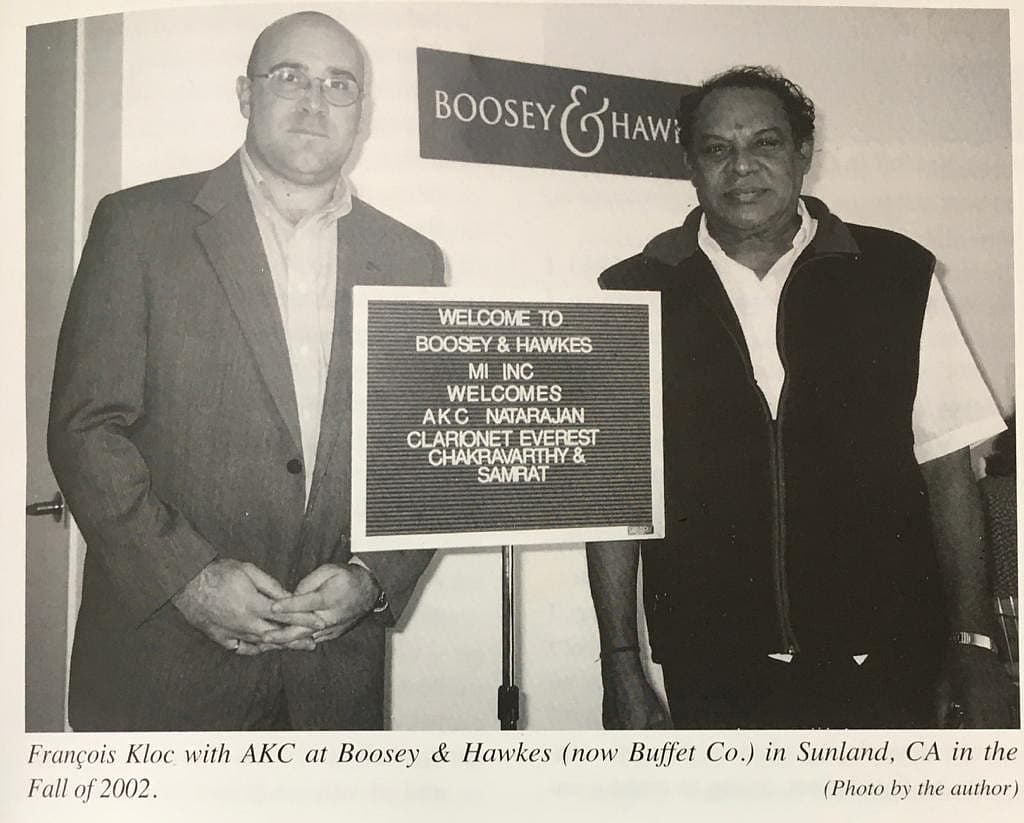 BOOSEY & HAW
WELCOME TO
BOOSEY & HAWKES
MI INC
WELCOMES
AKC NATARAJAN
CLARIONET EVEREST
CHAKRAVARTHY &
SAMRAT
François Kloc with AKC at Boosey & Hawkes (now Buffet Co.) in Sunland, CA in the
Fall of 2002. (Photo by the author)